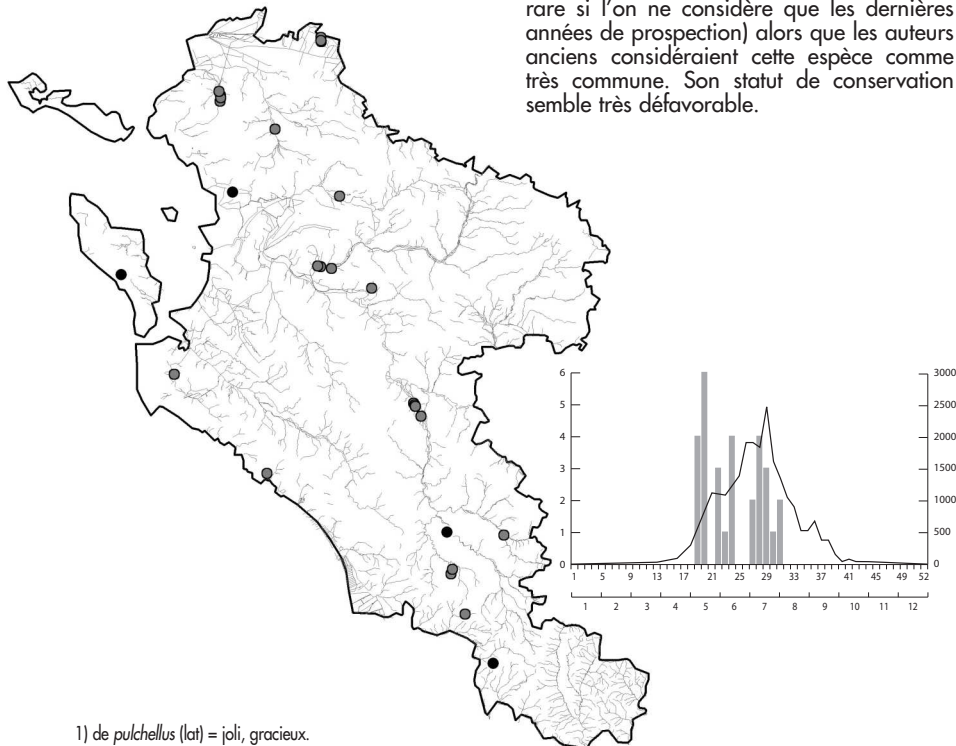 rare si l’on ne considère que les dernières
années de prospection) alors que les auteurs
anciens considéraient cette espèce comme
très commune. Son statut de conservation
semble très défavorable.
6 3000
5 2500
4 2000
3 1500
2 1000
1 500
0 0
1 5 9 13 17 21 25 29 33 37 41 45 49 52
1 2 3 4 5 6 7 8 9 10 11 12
1) de pulchellus (lat) = joli, gracieux.